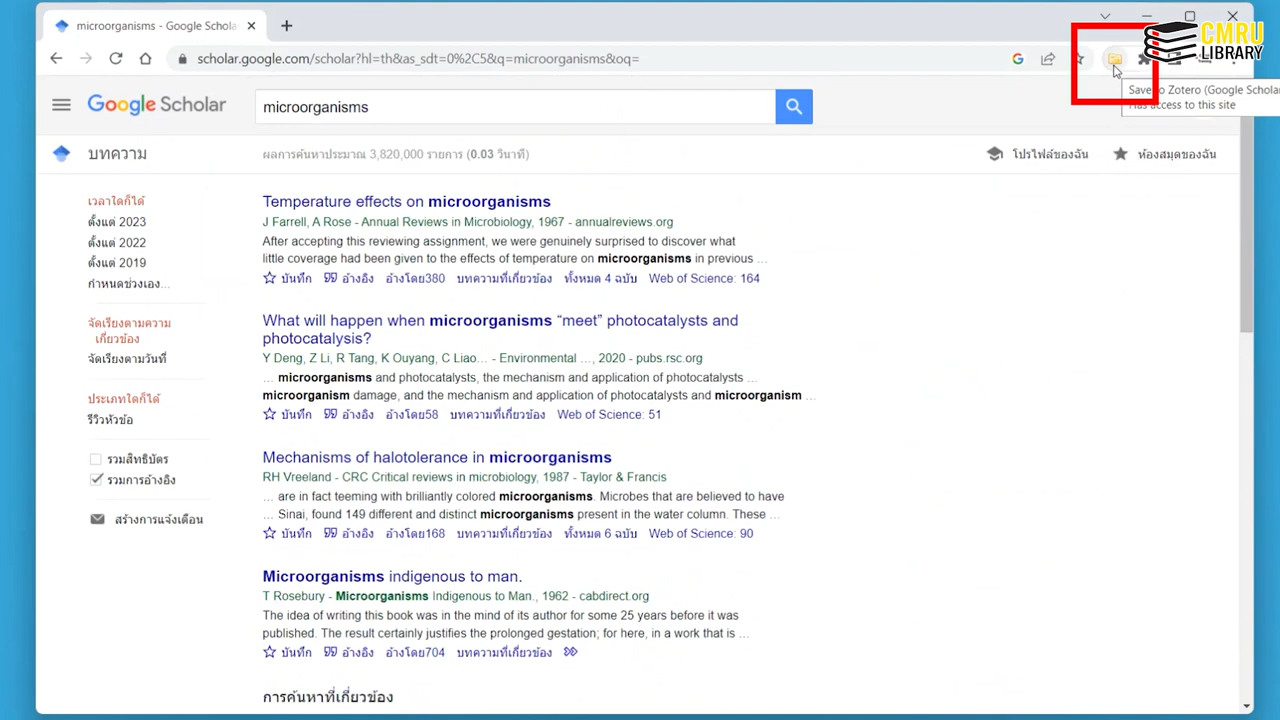 microorganisms - Google Schola
CMRU
LIBRARY
scholar.google.com/scholar?hl=th&as_sdt=0%2C5&q=microorganisms&oq=
Save to Zotero (Google Schola
Has access to this site
Google Scholar
microorganisms
บทความ
ผลการค้นหาประมาณ 3,820,000 รายการ (0.03 วินาที)
โปรไฟล์ของฉัน
ห้องสมุดของฉัน
เวลาใดก็ได้
ตั้งแต่ 2023
ตั้งแต่ 2022
ตั้งแต่ 2019
กำหนดช่วงเอง...
จัดเรียงตามความ
เกี่ยวข้อง
จัดเรียงตามวันที่
ประเภทใดก็ได้
รีวิวหัวข้อ
รวมสิทธิบัตร
รวมการอ้างอิง
สร้างการแจ้งเตือน
Temperature effects on microorganisms
J Farrell, A Rose - Annual Reviews in Microbiology, 1967 - annualreviews.org
After accepting this reviewing assignment, we were genuinely surprised to discover what
little coverage had been given to the effects of temperature on microorganisms in previous ...
บันทึก อ้างอิง อ้างโดย380 บทความที่เกี่ยวข้อง ทั้งหมด 4 ฉบับ Web of Science: 164
What will happen when microorganisms “meet” photocatalysts and
photocatalysis?
Y Deng, Z Li, R Tang, K Ouyang, C Liao... - Environmental ..., 2020 - pubs.rsc.org
... microorganisms and photocatalysts, the mechanism and application of photocatalysts ...
microorganism damage, and the mechanism and application of photocatalysts and microorganism ...
บันทึก อ้างอิง อ้างโดย58 บทความที่เกี่ยวข้อง Web of Science: 51
Mechanisms of halotolerance in microorganisms
RH Vreeland - CRC Critical reviews in microbiology, 1987 - Taylor & Francis
... are in fact teeming with brilliantly colored microorganisms. Microbes that are believed to have
... Sinai, found 149 different and distinct microorganisms present in the water column. These ...
บันทึก อ้างอิง อ้างโดย168 บทความที่เกี่ยวข้อง ทั้งหมด 6 ฉบับ Web of Science: 90
Microorganisms indigenous to man.
T Rosebury - Microorganisms Indigenous to Man., 1962 - cabdirect.org
The idea of writing this book was in the mind of its author for some 25 years before it was
published. The result certainly justifies the prolonged gestation; for here, in a work that is ...
บันทึก อ้างอิง อ้างโดย704 บทความที่เกี่ยวข้อง
การค้นหาที่เกี่ยวข้อง